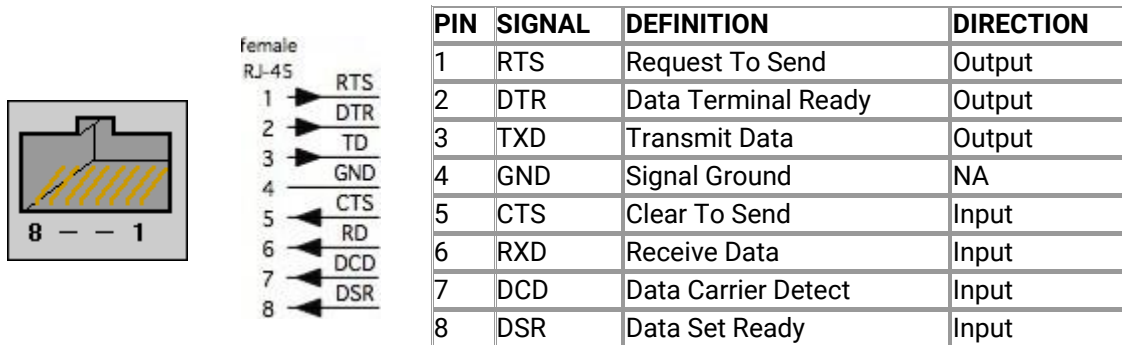 8 – – 1
female
RJ-45
1 RTS
2 DTR
3 TD
4 GND
5 CTS
6 RD
7 DCD
8 DSR
PIN SIGNAL DEFINITION DIRECTION
1 RTS Request To Send Output
2 DTR Data Terminal Ready Output
3 TXD Transmit Data Output
4 GND Signal Ground NA
5 CTS Clear To Send Input
6 RXD Receive Data Input
7 DCD Data Carrier Detect Input
8 DSR Data Set Ready Input